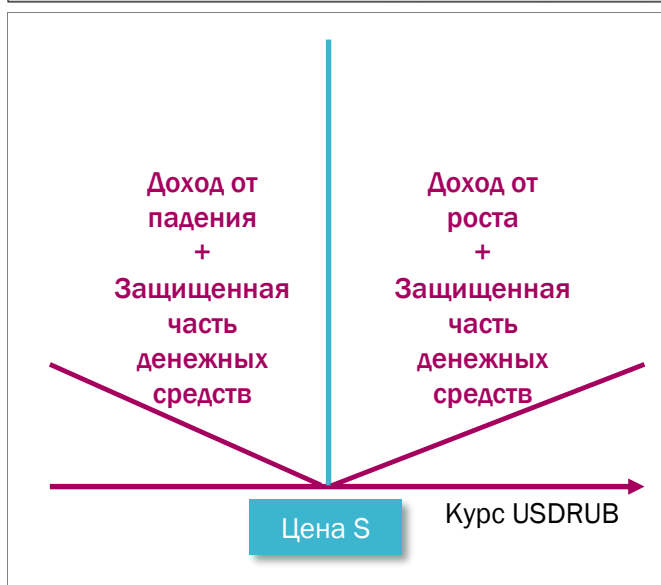 Доход от
падения
+
Защищенная
часть
денежных
средств
Доход от
роста
+
Защищенная
часть
денежных
средств
Цена S
Курс USDRUB